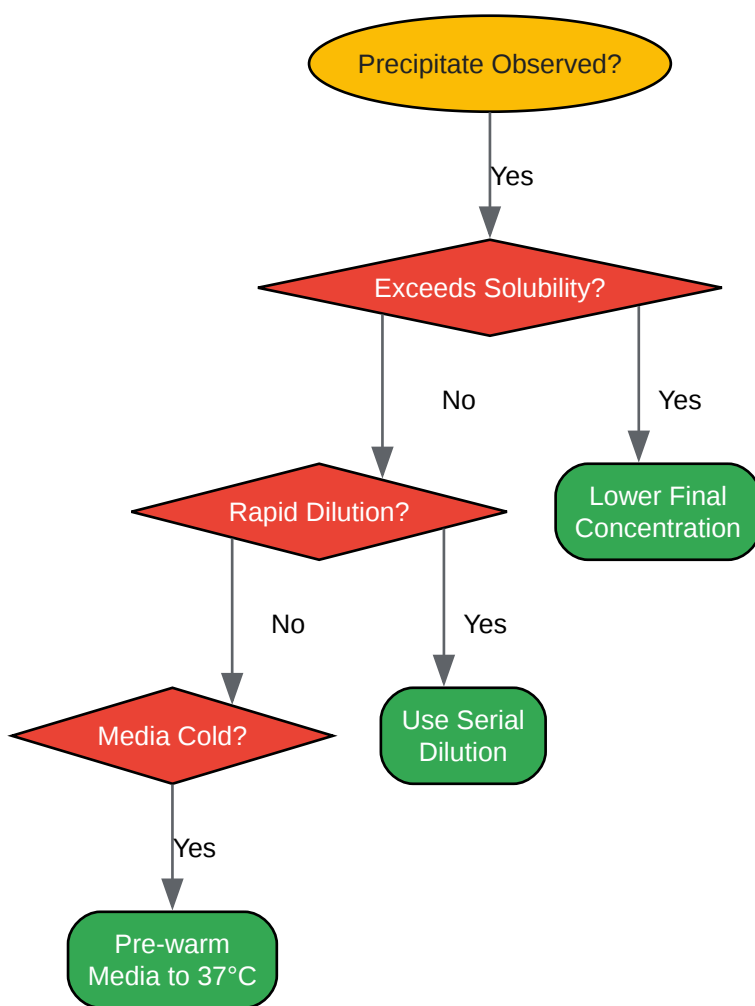 Precipitate Observed?
Yes
Exceeds Solubility?
No
Yes
Rapid Dilution?
Lower Final
Concentration
No
Yes
Media Cold?
Use Serial
Dilution
Yes
Pre-warm
Media to 37°C